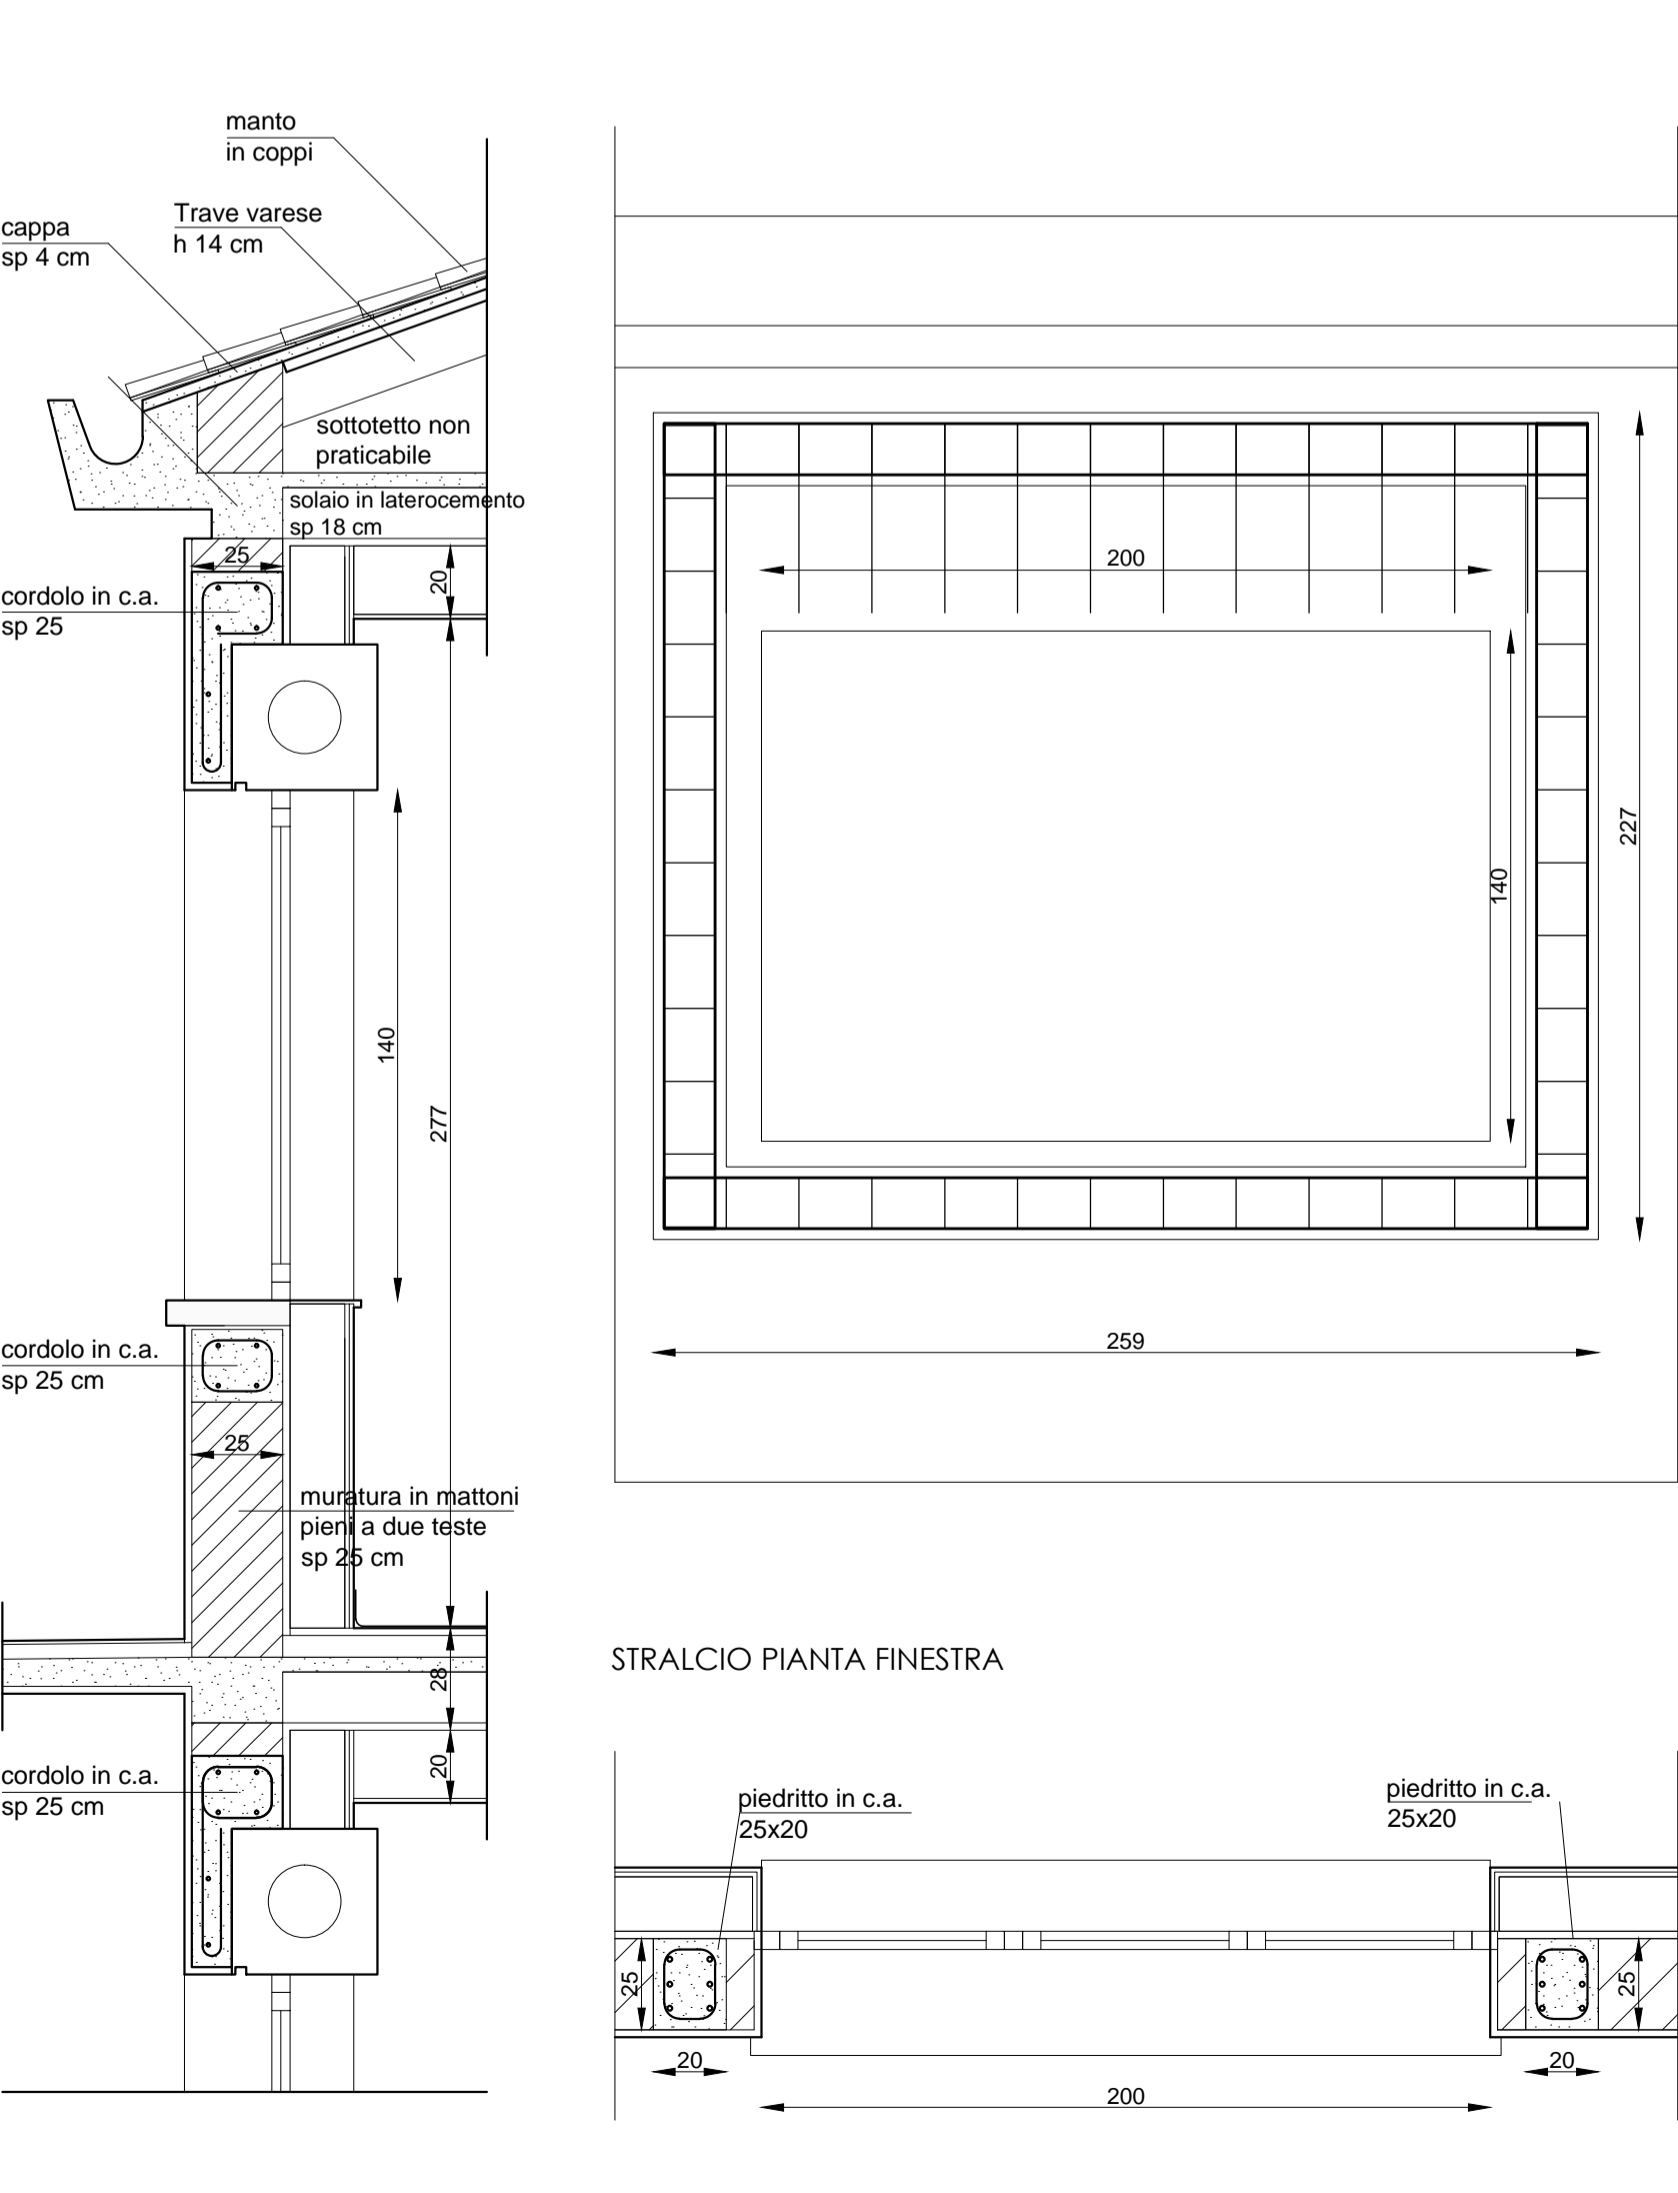 manto
in coppi
Trave varese
h 14 cm
cappa
sp 4 cm
sottotetto non
praticabile
solaio in laterocemento
sp 18 cm
25
20
cordolo in c.a.
sp 25
140
277
cordolo in c.a.
sp 25 cm
25
muratura in mattoni
pieni a due teste
sp 25 cm
28
20
cordolo in c.a.
sp 25 cm
200
140
227
259
STRALCIO PIANTA FINESTRA
piedritto in c.a.
25x20
piedritto in c.a.
25x20
25
25
20
20
200